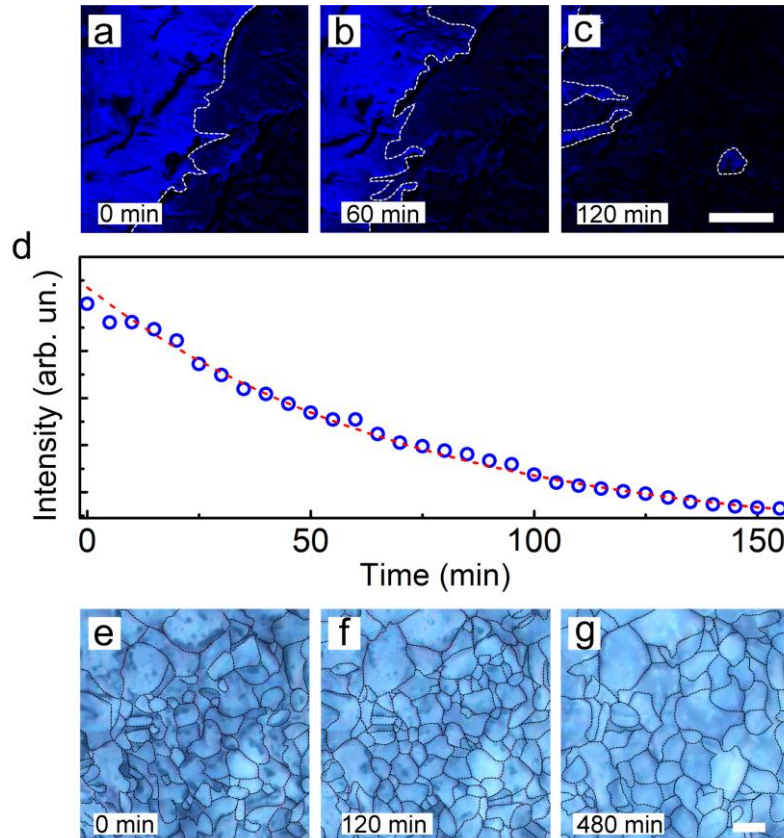 a
b
c
0 min
60 min
120 min
d
Intensity (arb. un.)
0
50
100
150
Time (min)
e
f
g
0 min
120 min
480 min